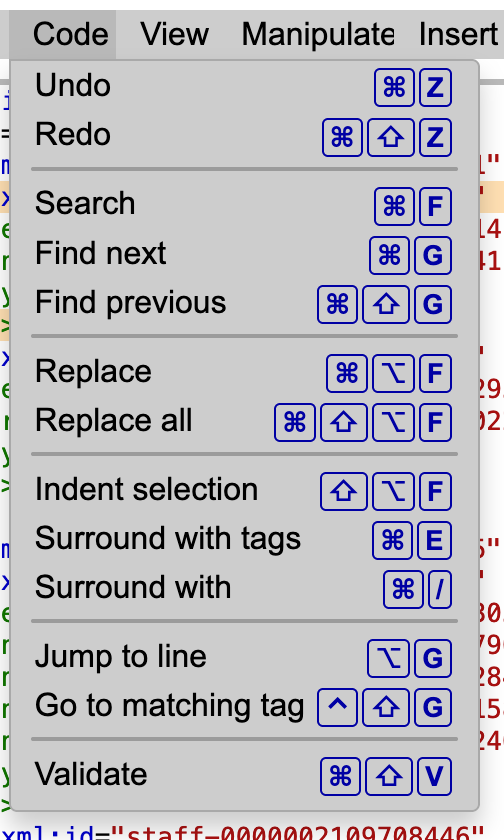 Code View Manipulate Insert
Undo ⌘ Z
Redo ⌘ ⇧ Z
Search ⌘ F
Find next ⌘ G
Find previous ⌘ ⇧ G
Replace ⌘ ⌥ F
Replace all ⌘ ⇧ ⌥ F
Indent selection ⇧ ⌥ F
Surround with tags ⌘ E
Surround with ⌘ /
Jump to line ⌥ G
Go to matching tag ^ ⇧ G
Validate ⌘ ⇧ V
xml:id="staff-0000002109708446"